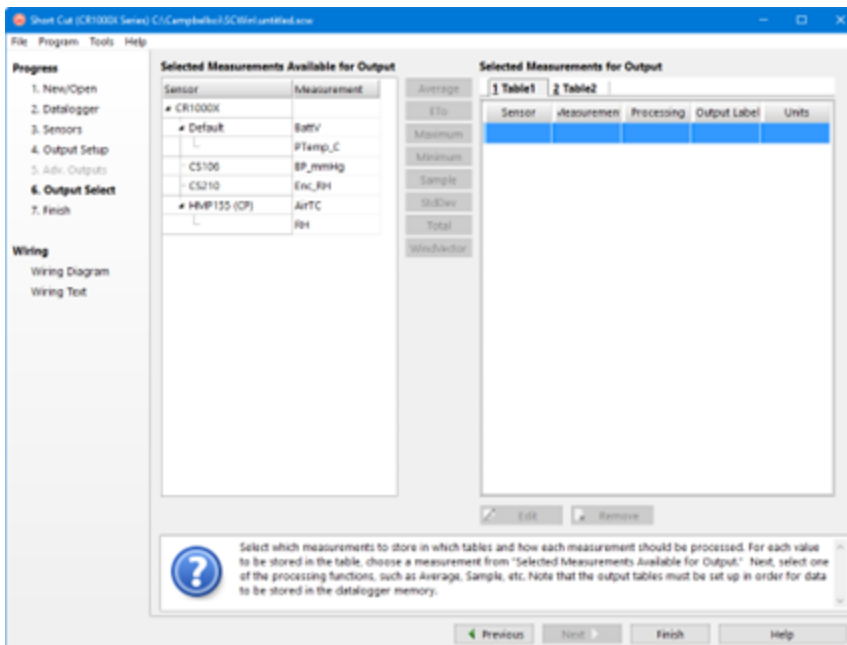 Short Cut (CR1000X Series) C:\Campbellsci\SCWin\untitled.scw
File Program Tools Help
Progress
1. New/Open
2. Datalogger
3. Sensors
4. Output Setup
5. Adv. Outputs
6. Output Select
7. Finish
Wiring
Wiring Diagram
Wiring Text
Selected Measurements Available for Output
Sensor Measurement
CR1000X
Default BattV
PTemp_C
CS106 BP_mmHg
CS210 Enc_RH
HMP155 (CP) AirTC
RH
Average
ETo
Maximum
Minimum
Sample
StdDev
Total
WindVector
Selected Measurements for Output
1 Table1 2 Table2
Sensor Measuremen Processing Output Label Units
Edit Remove
Select which measurements to store in which tables and how each measurement should be processed. For each value
to be stored in the table, choose a measurement from "Selected Measurements Available for Output." Next, select one
of the processing functions, such as Average, Sample, etc. Note that the output tables must be set up in order for data
to be stored in the datalogger memory.
Previous Next Finish Help